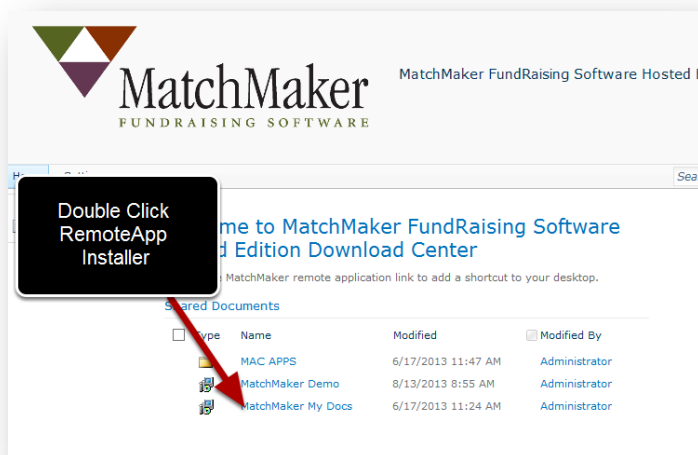 MatchMaker
FUNDRAISING SOFTWARE
MatchMaker FundRaising Software Hosted
Sea
Double Click
RemoteApp
Installer
me to MatchMaker FundRaising Software
d Edition Download Center
MatchMaker remote application link to add a shortcut to your desktop.
Shared Documents
Type Name Modified Modified By
MAC APPS 6/17/2013 11:47 AM Administrator
MatchMaker Demo 8/13/2013 8:55 AM Administrator
MatchMaker My Docs 6/17/2013 11:24 AM Administrator